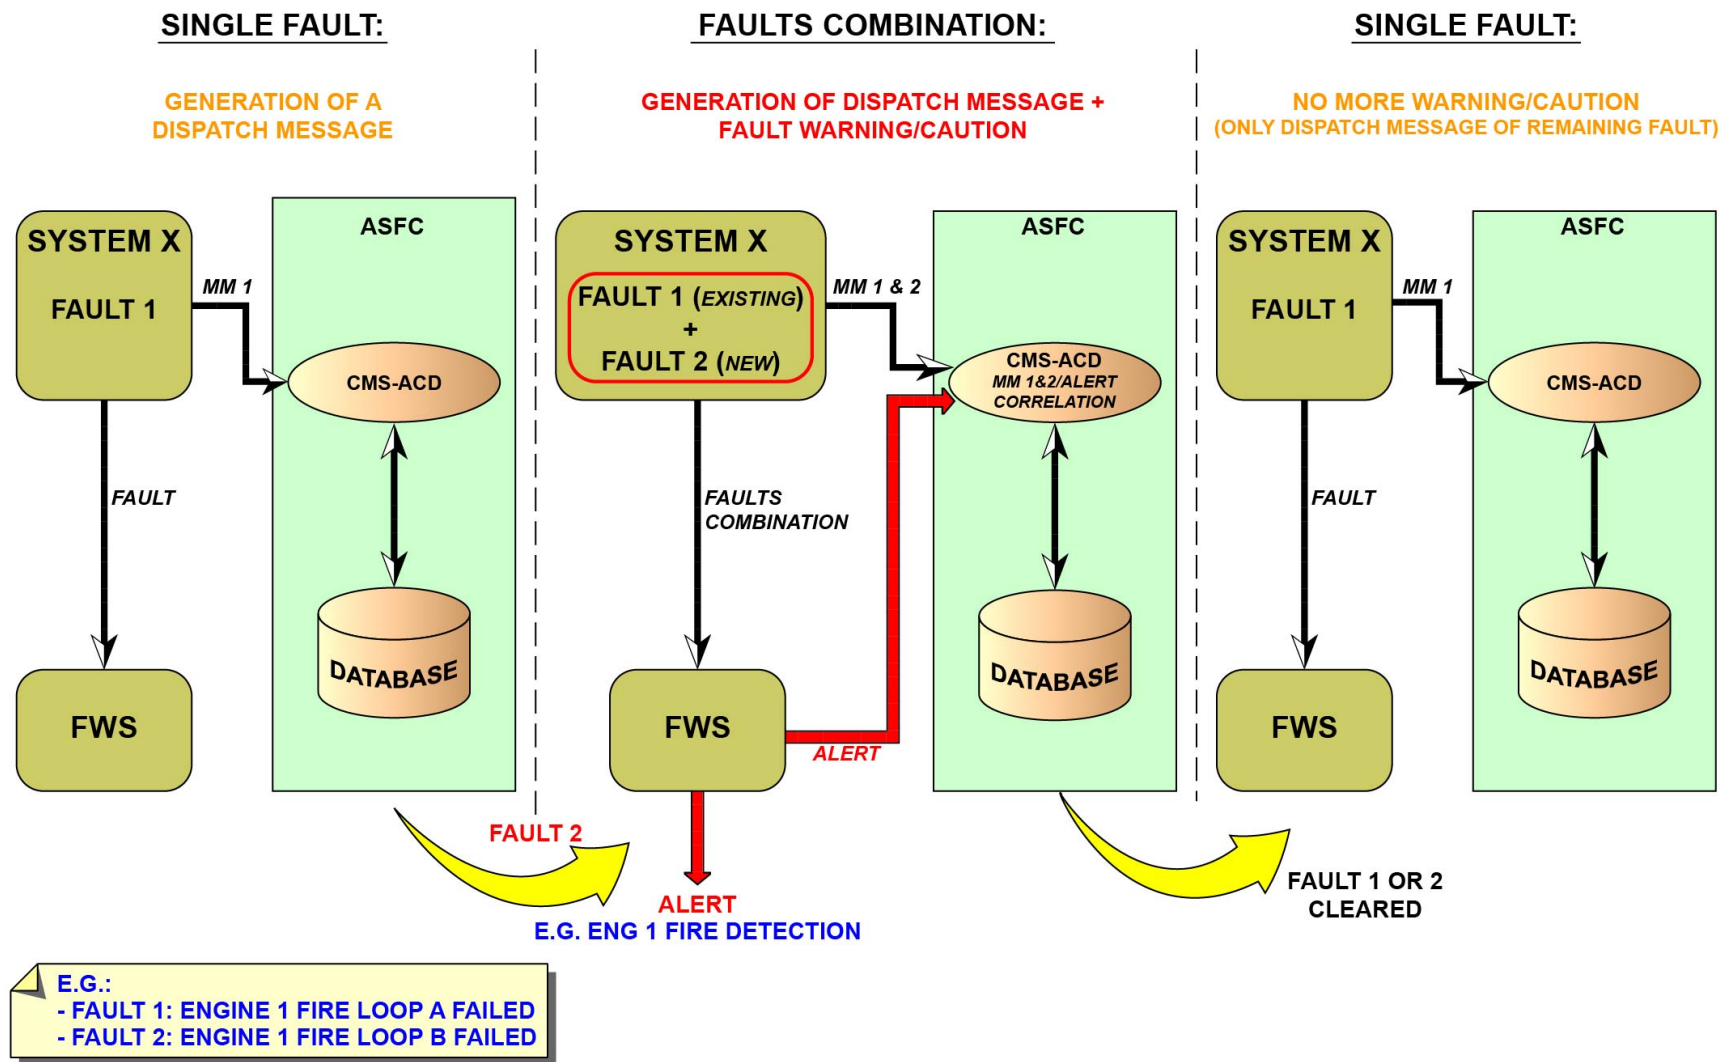 SINGLE FAULT:
GENERATION OF A
DISPATCH MESSAGE
SYSTEM X
FAULT 1
MM 1
ASFC
CMS-ACD
FAULT
DATABASE
FWS
FAULT 2
FAULTS COMBINATION:
GENERATION OF DISPATCH MESSAGE +
FAULT WARNING/CAUTION
SYSTEM X
FAULT 1 (EXISTING)
+
FAULT 2 (NEW)
MM 1 & 2
ASFC
CMS-ACD
MM 1&2/ALERT
CORRELATION
FAULTS
COMBINATION
DATABASE
FWS
ALERT
ALERT
E.G. ENG 1 FIRE DETECTION
SINGLE FAULT:
NO MORE WARNING/CAUTION
(ONLY DISPATCH MESSAGE OF REMAINING FAULT)
SYSTEM X
FAULT 1
MM 1
ASFC
CMS-ACD
FAULT
DATABASE
FWS
FAULT 1 OR 2
CLEARED
E.G.:
- FAULT 1: ENGINE 1 FIRE LOOP A FAILED
- FAULT 2: ENGINE 1 FIRE LOOP B FAILED